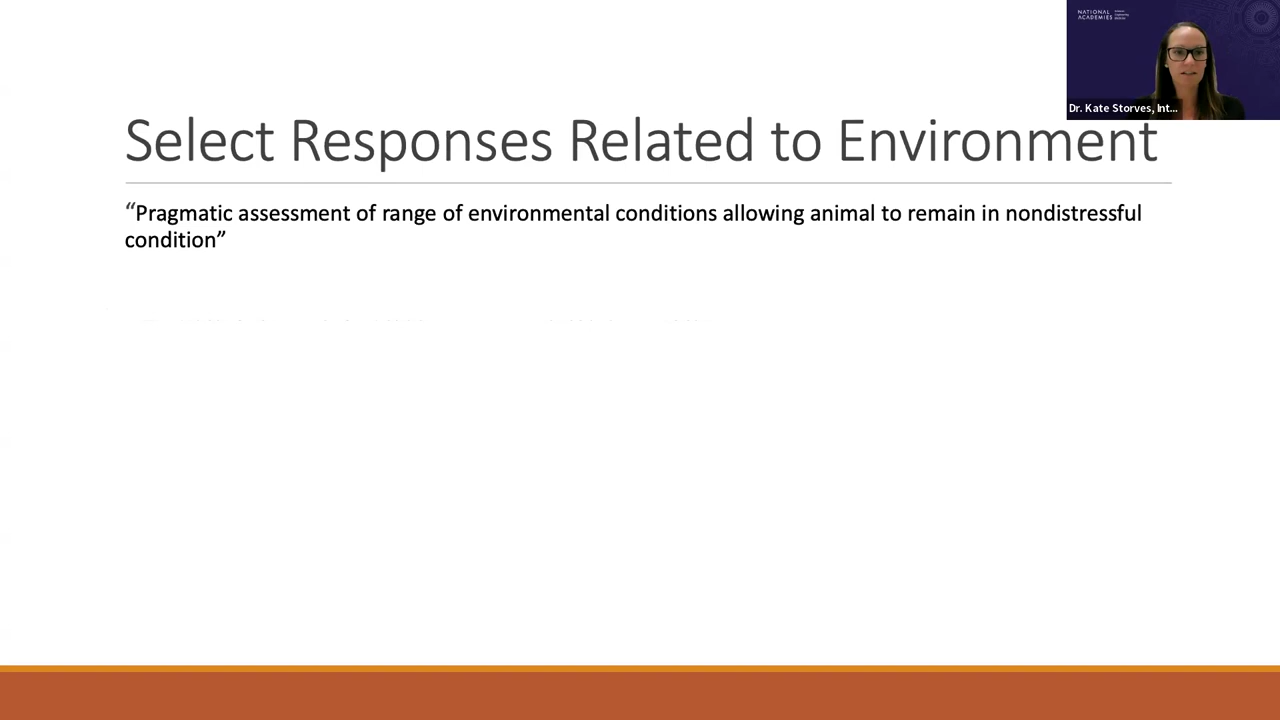 NATIONAL
ACADEMIES
Dr. Kate Storves, Int...
Select Responses Related to Environment
“Pragmatic assessment of range of environmental conditions allowing animal to remain in nondistressful
condition”